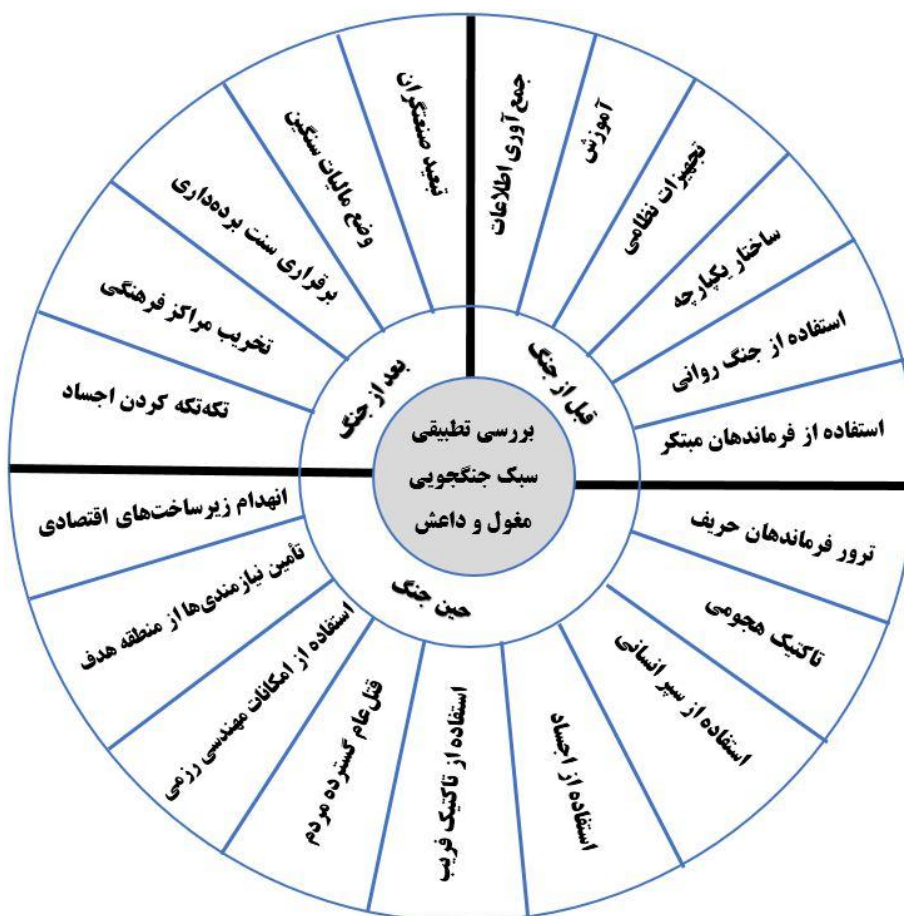 بررسی تطبیقی
سبک جنگجویی
مغول و داعش
قبل از جنگ
جمع‌آوری اطلاعات
آموزش
تجهیزات نظامی
ساختار یکپارچه
استفاده از جنگ روانی
استفاده از فرماندهان مبتکر
حین جنگ
ترور فرماندهان حریف
تاکتیک هجومی
استفاده از سپر انسانی
استفاده از اجساد
استفاده از تاکتیک فریب
قتل‌عام گسترده مردم
استفاده از امکانات مهندسی رزمی
تأمین نیازمندی‌ها از منطقه هدف
انهدام زیرساخت‌های اقتصادی
بعد از جنگ
تکه‌تکه کردن اجساد
تخریب مراکز فرهنگی
برقراری سنت برده‌داری
وضع مالیات سنگین
تبعید صنعتگران